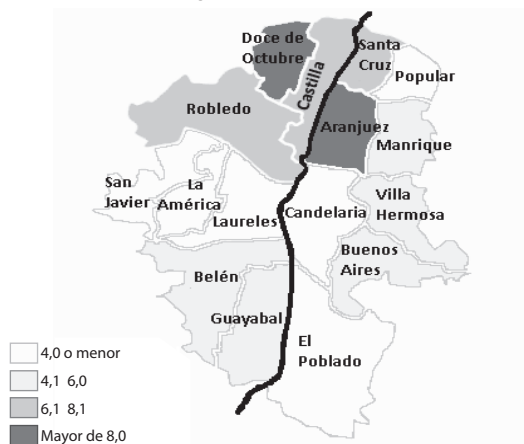 Doce de
Octubre
Santa
Cruz
Popular
Castilla
Robledo
Aranjuez
Manrique
San
Javier
La
América
Villa
Hermosa
Laureles
Candelaria
Buenos
Aires
Belén
Guayabal
El
Poblado
4,0 o menor
4,1 6,0
6,1 8,1
Mayor de 8,0